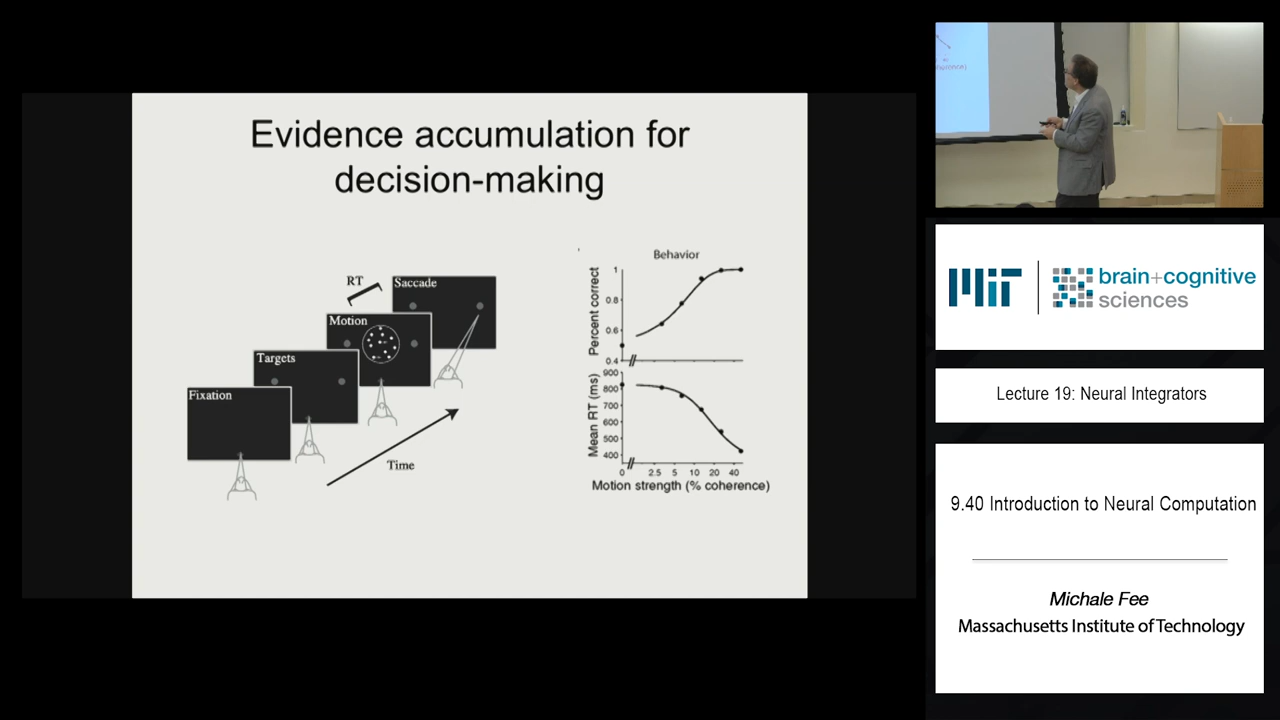 Evidence accumulation for
decision-making
Fixation
Targets
Motion
Saccade
RT
Time
Behavior
Percent correct
1
0.8
0.6
0.4
Mean RT (ms)
900
800
700
600
500
400
0 2.5 5 10 20 40
Motion strength (% coherence)
MIT
brain+cognitive
sciences
Lecture 19: Neural Integrators
9.40 Introduction to Neural Computation
Michale Fee
Massachusetts Institute of Technology